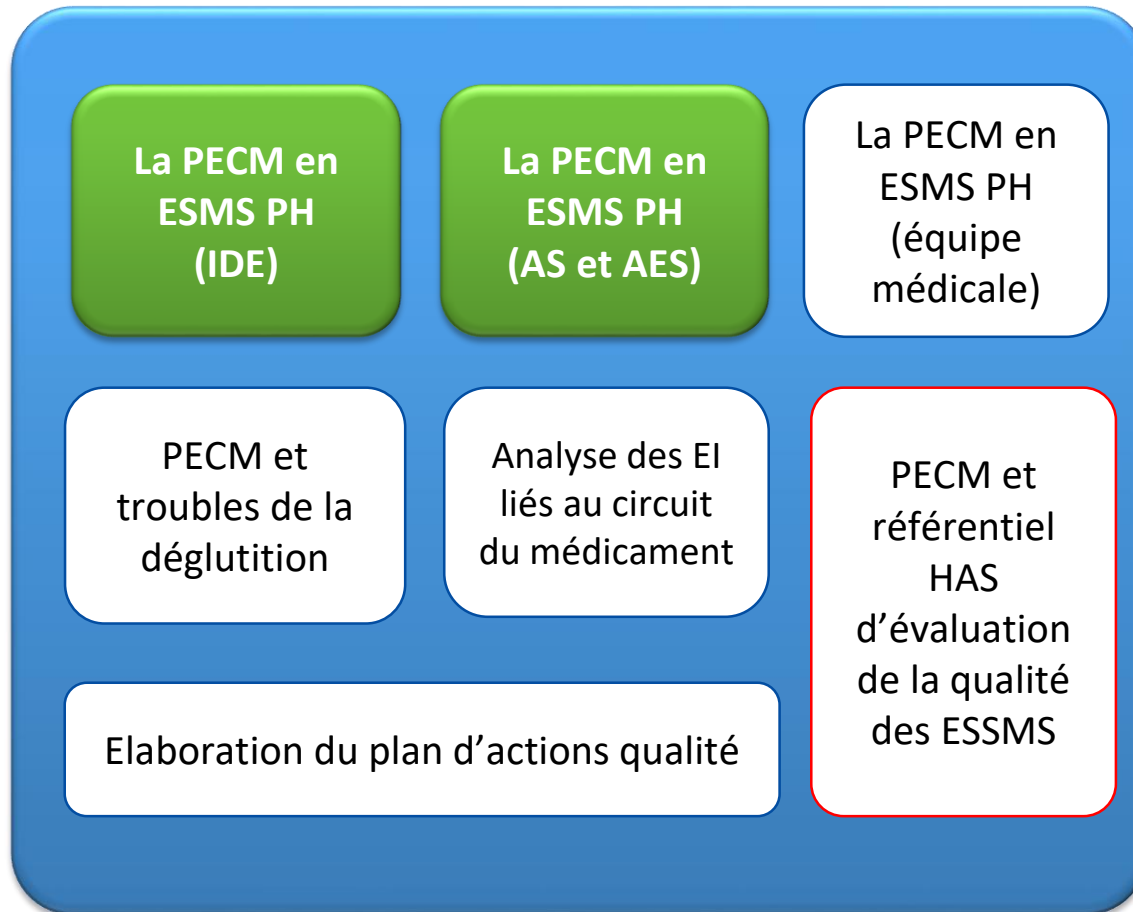 La PECM en
ESMS PH
(IDE)
La PECM en
ESMS PH
(AS et AES)
La PECM en
ESMS PH
(équipe
médicale)
PECM et
troubles de la
déglutition
Analyse des EI
liés au circuit
du médicament
PECM et
référentiel
HAS
d’évaluation
de la qualité
des ESSMS
Elaboration du plan d’actions qualité